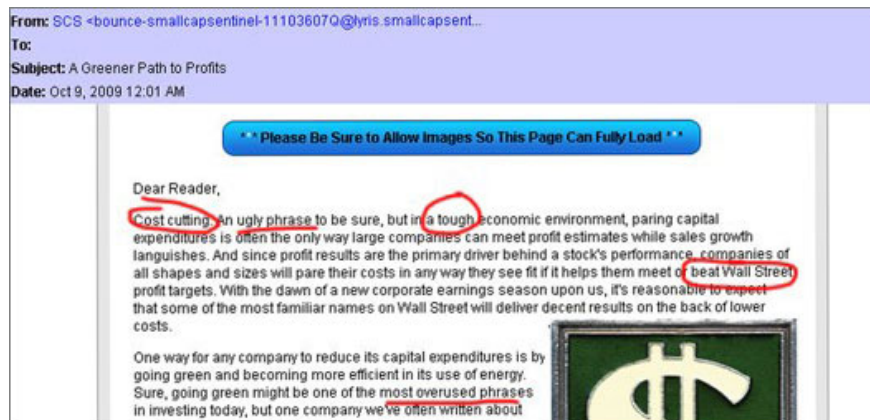 From: SCS <bounce-smallcapsentinel-11103607Q@lyris.smallcapsent...
To:
Subject: A Greener Path to Profits
Date: Oct 9, 2009 12:01 AM
*^* Please Be Sure to Allow Images So This Page Can Fully Load *^*
Dear Reader,
Cost cutting. An ugly phrase to be sure, but in a tough economic environment, paring capital
expenditures is often the only way large companies can meet profit estimates while sales growth
languishes. And since profit results are the primary driver behind a stock's performance, companies of
all shapes and sizes will pare their costs in any way they see fit if it helps them meet or beat Wall Street
profit targets. With the dawn of a new corporate earnings season upon us, it's reasonable to expect
that some of the most familiar names on Wall Street will deliver decent results on the back of lower
costs.
One way for any company to reduce its capital expenditures is by
going green and becoming more efficient in its use of energy.
Sure, going green might be one of the most overused phrases
in investing today, but one company we've often written about